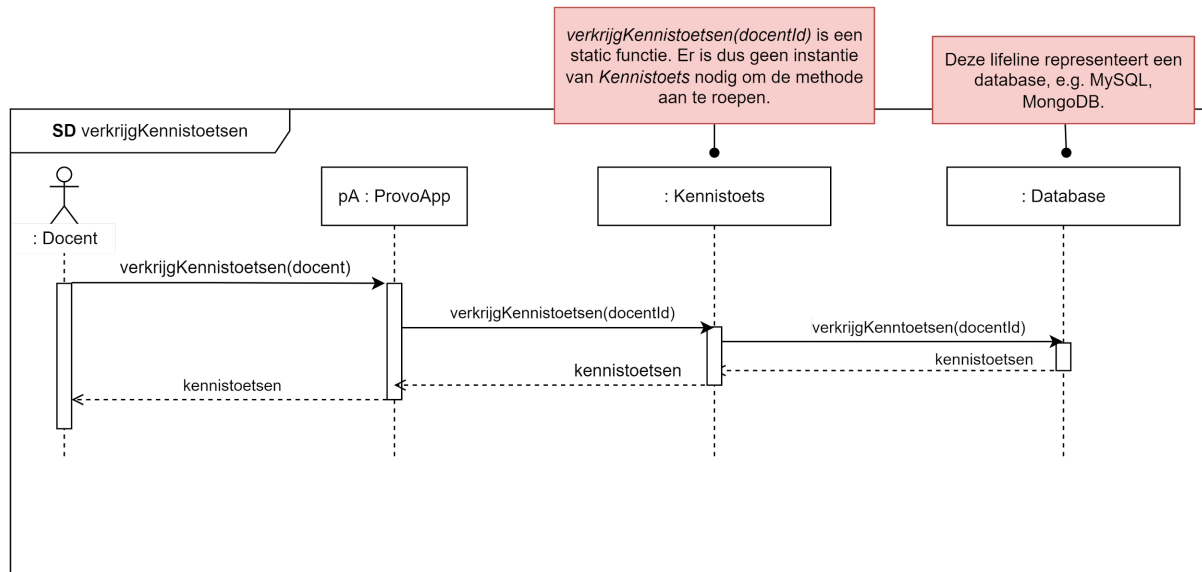 verkrijgKennistoetsen(docentId) is een
static functie. Er is dus geen instantie
van Kennistoets nodig om de methode
aan te roepen.
Deze lifeline representeert een
database, e.g. MySQL,
MongoDB.
SD verkrijgKennistoetsen
: Docent
pA : ProvoApp
: Kennistoets
: Database
verkrijgKennistoetsen(docent)
verkrijgKennistoetsen(docentId)
verkrijgKenntoetsen(docentId)
kennistoetsen
kennistoetsen
kennistoetsen